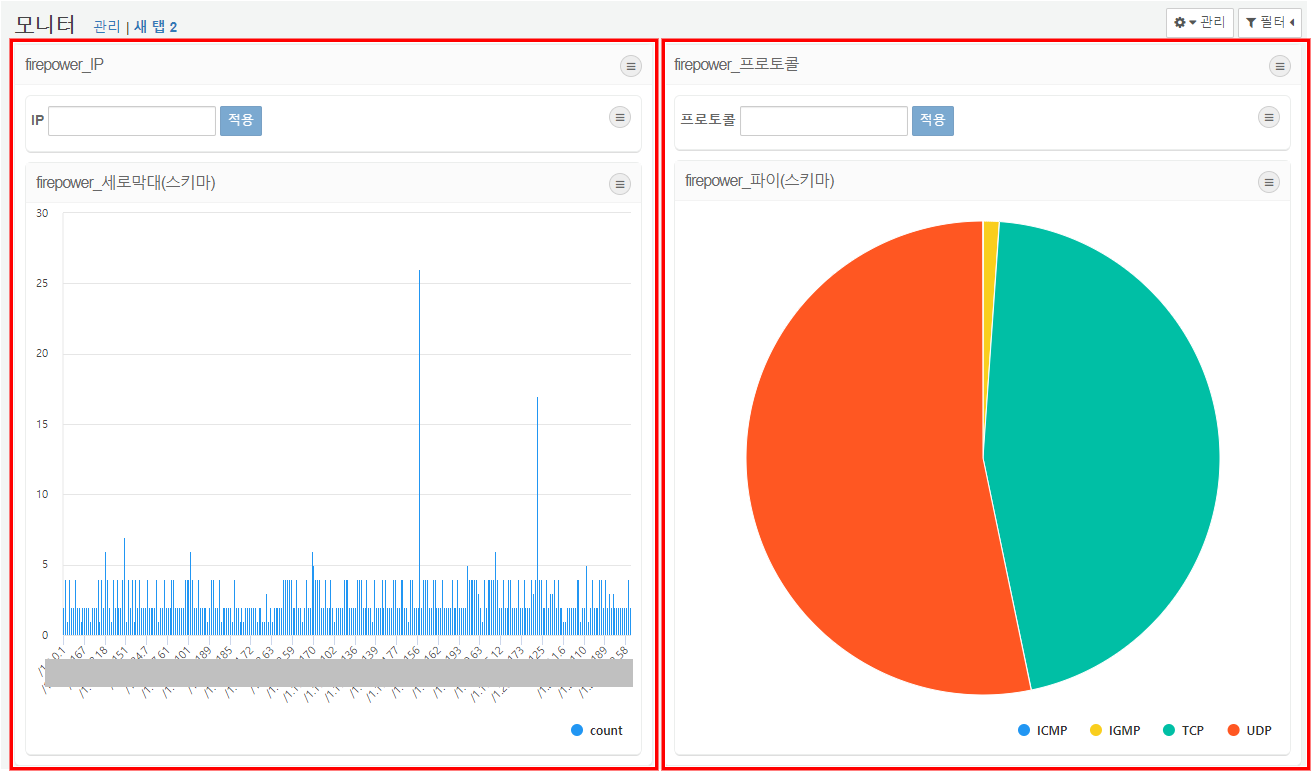 모니터 관리 | 새 탭 2
관리
필터
firepower_IP
IP
적용
firepower_세로막대(스키마)
30
25
20
15
10
5
0
count
firepower_프로토콜
프로토콜
적용
firepower_파이(스키마)
ICMP IGMP TCP UDP